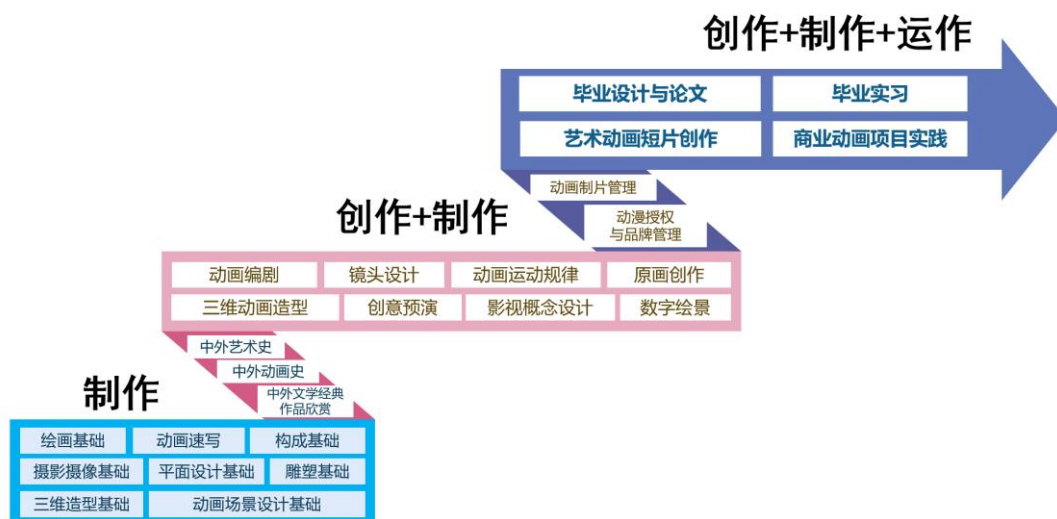 创作+制作+运作
毕业设计与论文
毕业实习
艺术动画短片创作
商业动画项目实践
动画制片管理
动漫授权
与品牌管理
创作+制作
动画编剧
镜头设计
动画运动规律
原画创作
三维动画造型
创意预演
影视概念设计
数字绘景
中外艺术史
中外动画史
中外文学经典
作品欣赏
制作
绘画基础
动画速写
构成基础
摄影摄像基础
平面设计基础
雕塑基础
三维造型基础
动画场景设计基础